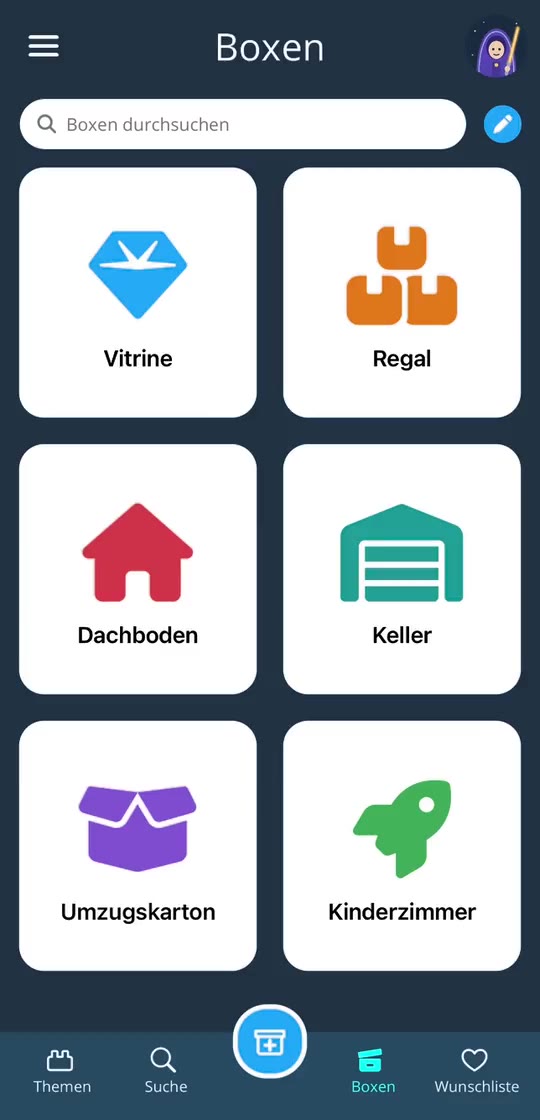 Boxen
Boxen durchsuchen
Vitrine
Regal
Dachboden
Keller
Umzugskarton
Kinderzimmer
Themen
Suche
Boxen
Wunschliste